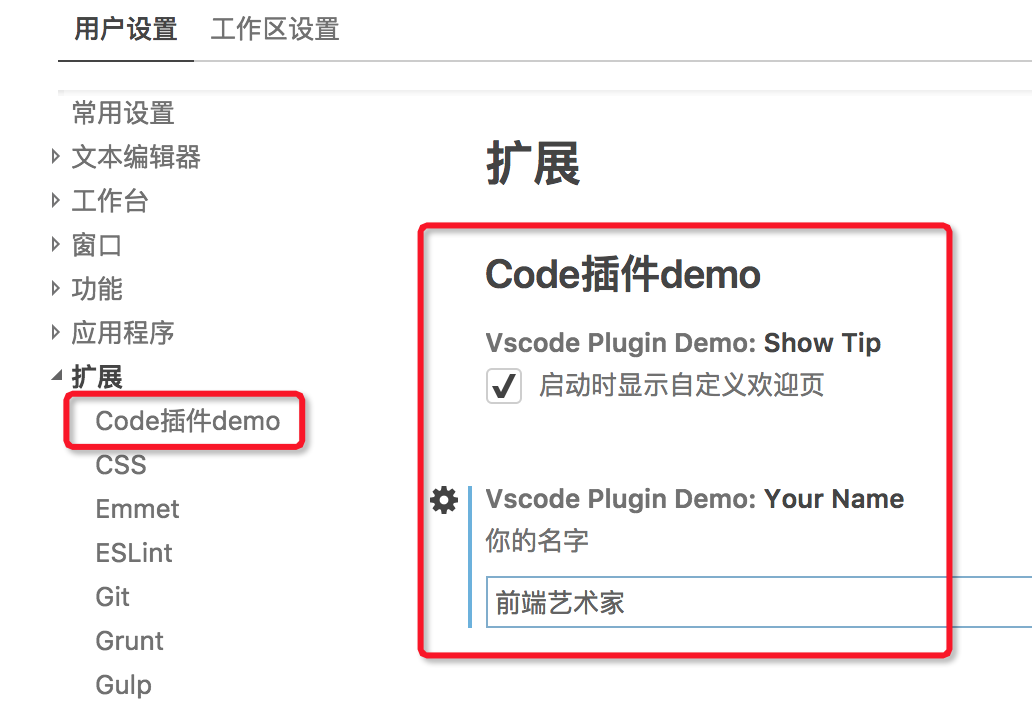 用户设置 工作区设置
常用设置
文本编辑器
工作台
窗口
功能
应用程序
扩展
Code插件demo
CSS
Emmet
ESLint
Git
Grunt
Gulp
扩展
Code插件demo
Vscode Plugin Demo: Show Tip
启动时显示自定义欢迎页
Vscode Plugin Demo: Your Name
你的名字
前端艺术家